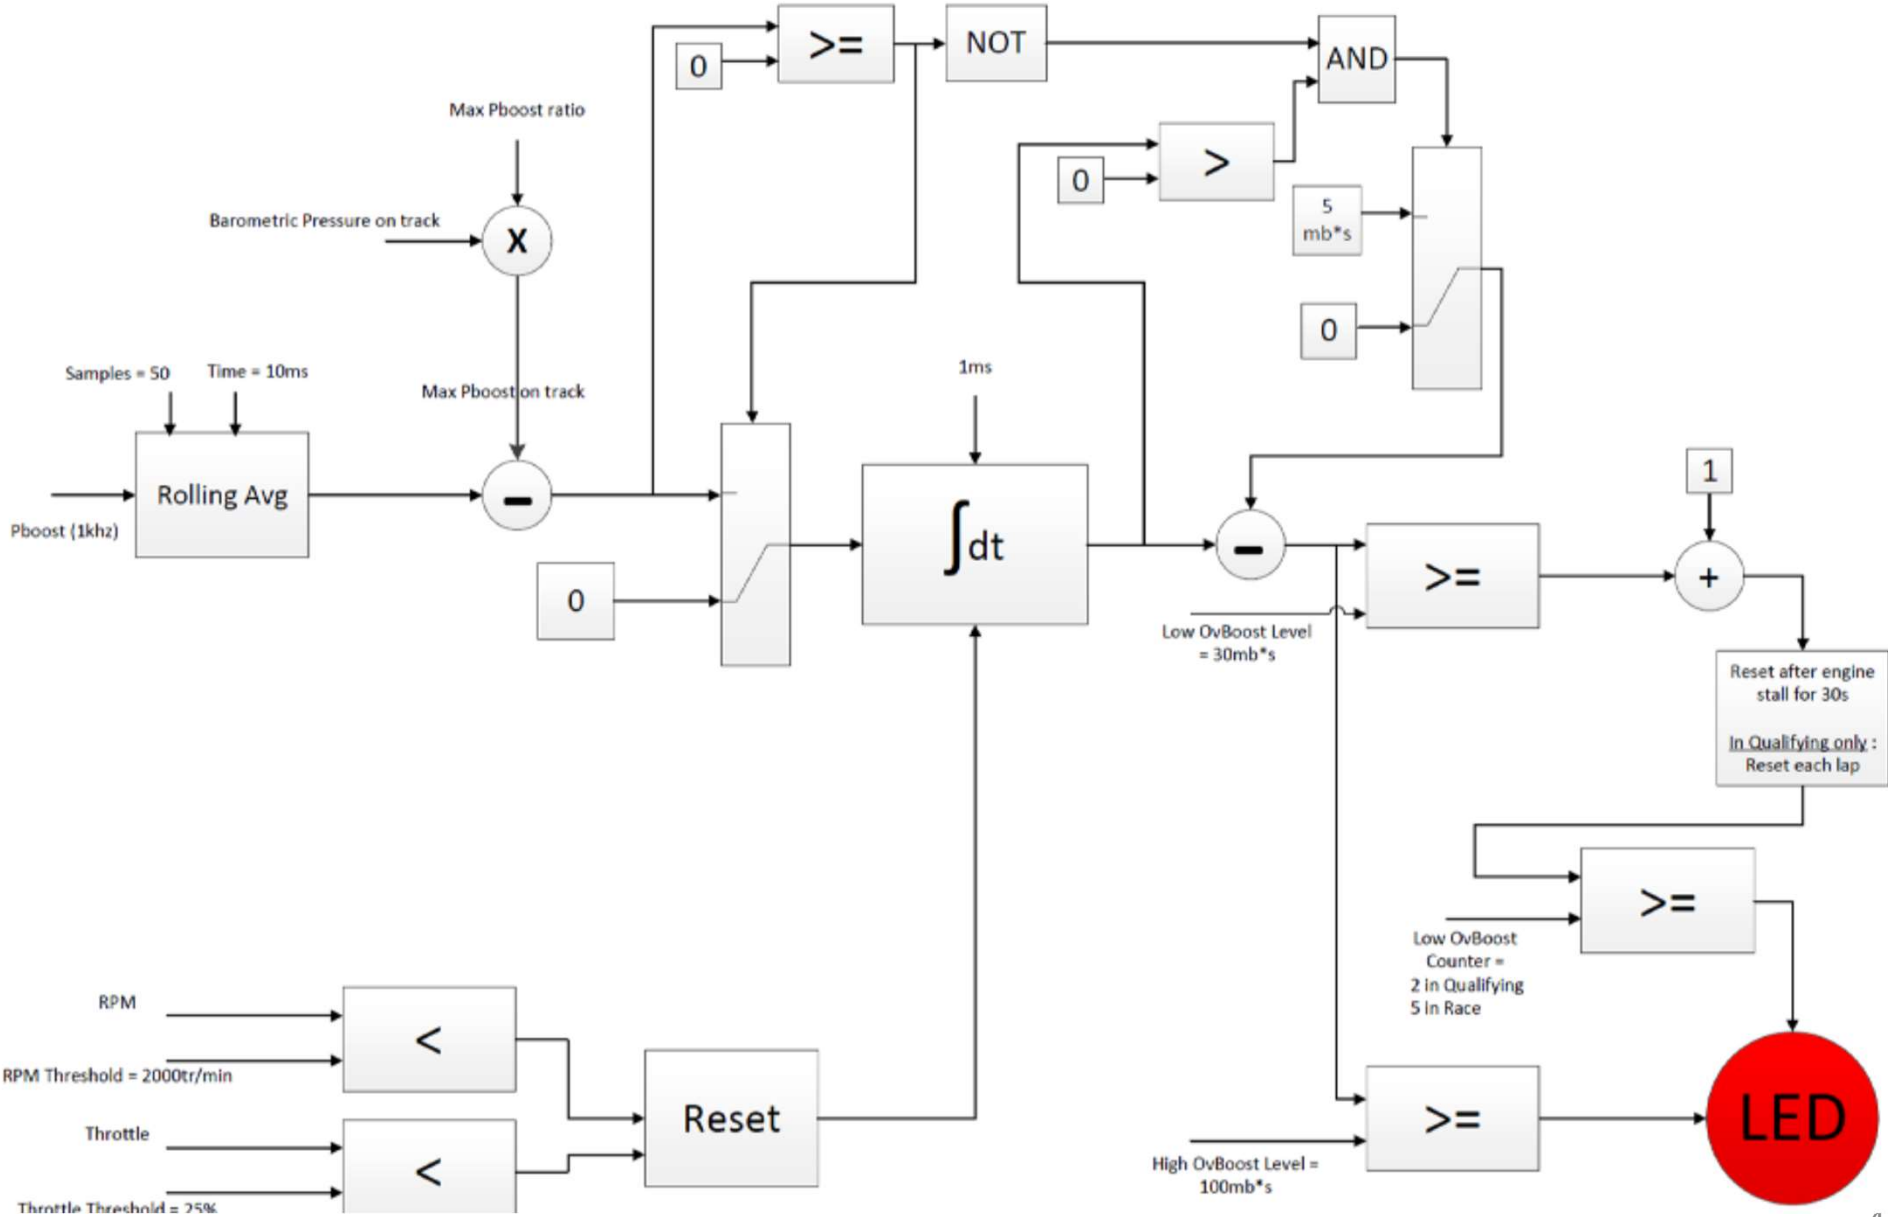 >=
NOT
AND
0
Max Pboost ratio
>
0
5
mb*s
Barometric Pressure on track
X
0
Samples = 50
Time = 10ms
Max Pboost on track
1ms
Rolling Avg
-
Pboost (1khz)
1
∫dt
-
>=
+
0
Low OvBoost Level
= 30mb*s
Reset after engine
stall for 30s
In Qualifying only :
Reset each lap
>=
Low OvBoost
Counter =
2 in Qualifying
5 in Race
RPM
<
RPM Threshold = 2000tr/min
Reset
>=
LED
Throttle
<
High OvBoost Level =
100mb*s
Throttle Threshold = 25%